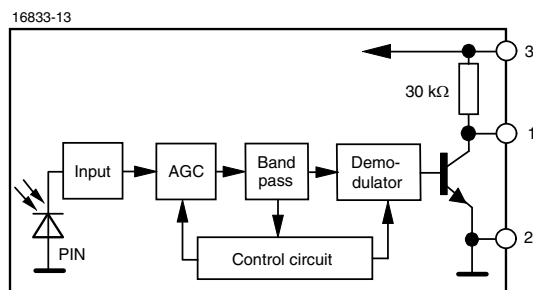 16833-13
3
30 kΩ
1
Input
AGC
Band
pass
Demo-
dulator
PIN
Control circuit
2